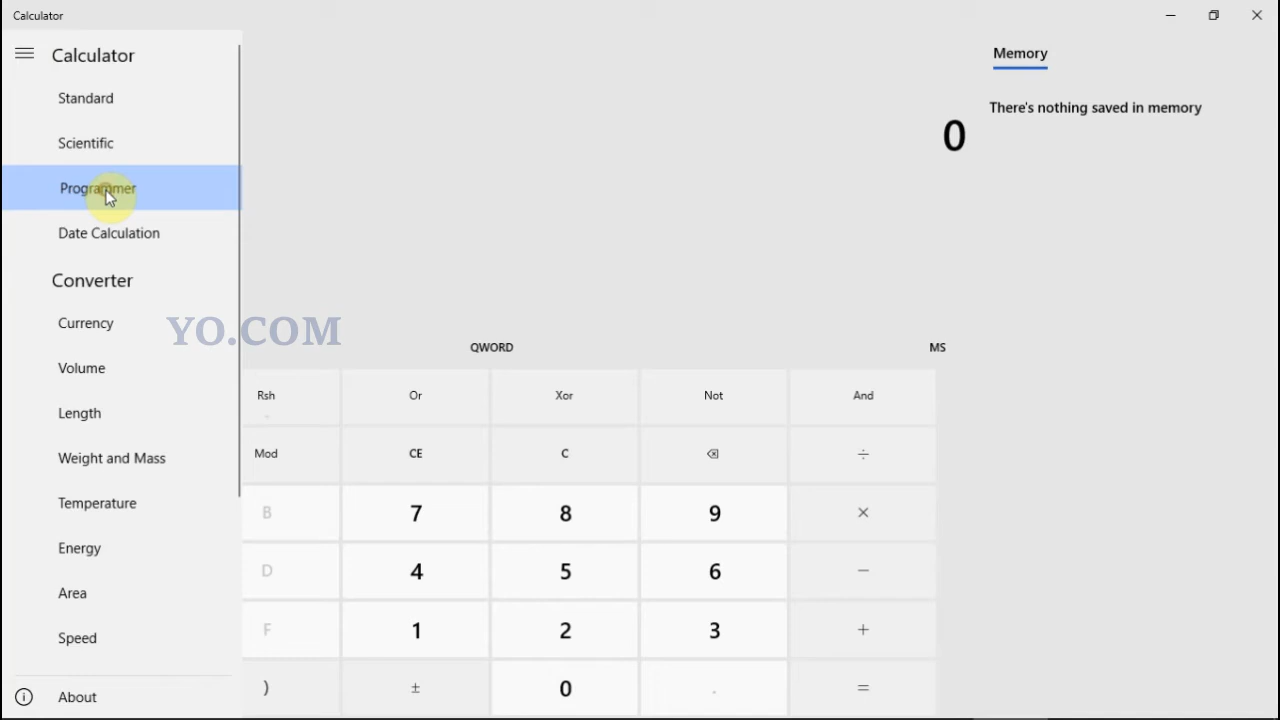 Calculator
Calculator
Memory
Standard
There's nothing saved in memory
0
Scientific
Programmer
Date Calculation
Converter
Currency
YO.COM
QWORD
MS
Volume
Rsh Or Xor Not And
Length
Mod CE C ÷
Weight and Mass
B 7 8 9 ×
Temperature
D 4 5 6 −
Energy
Area
F 1 2 3 +
Speed
) ± 0 . =
About